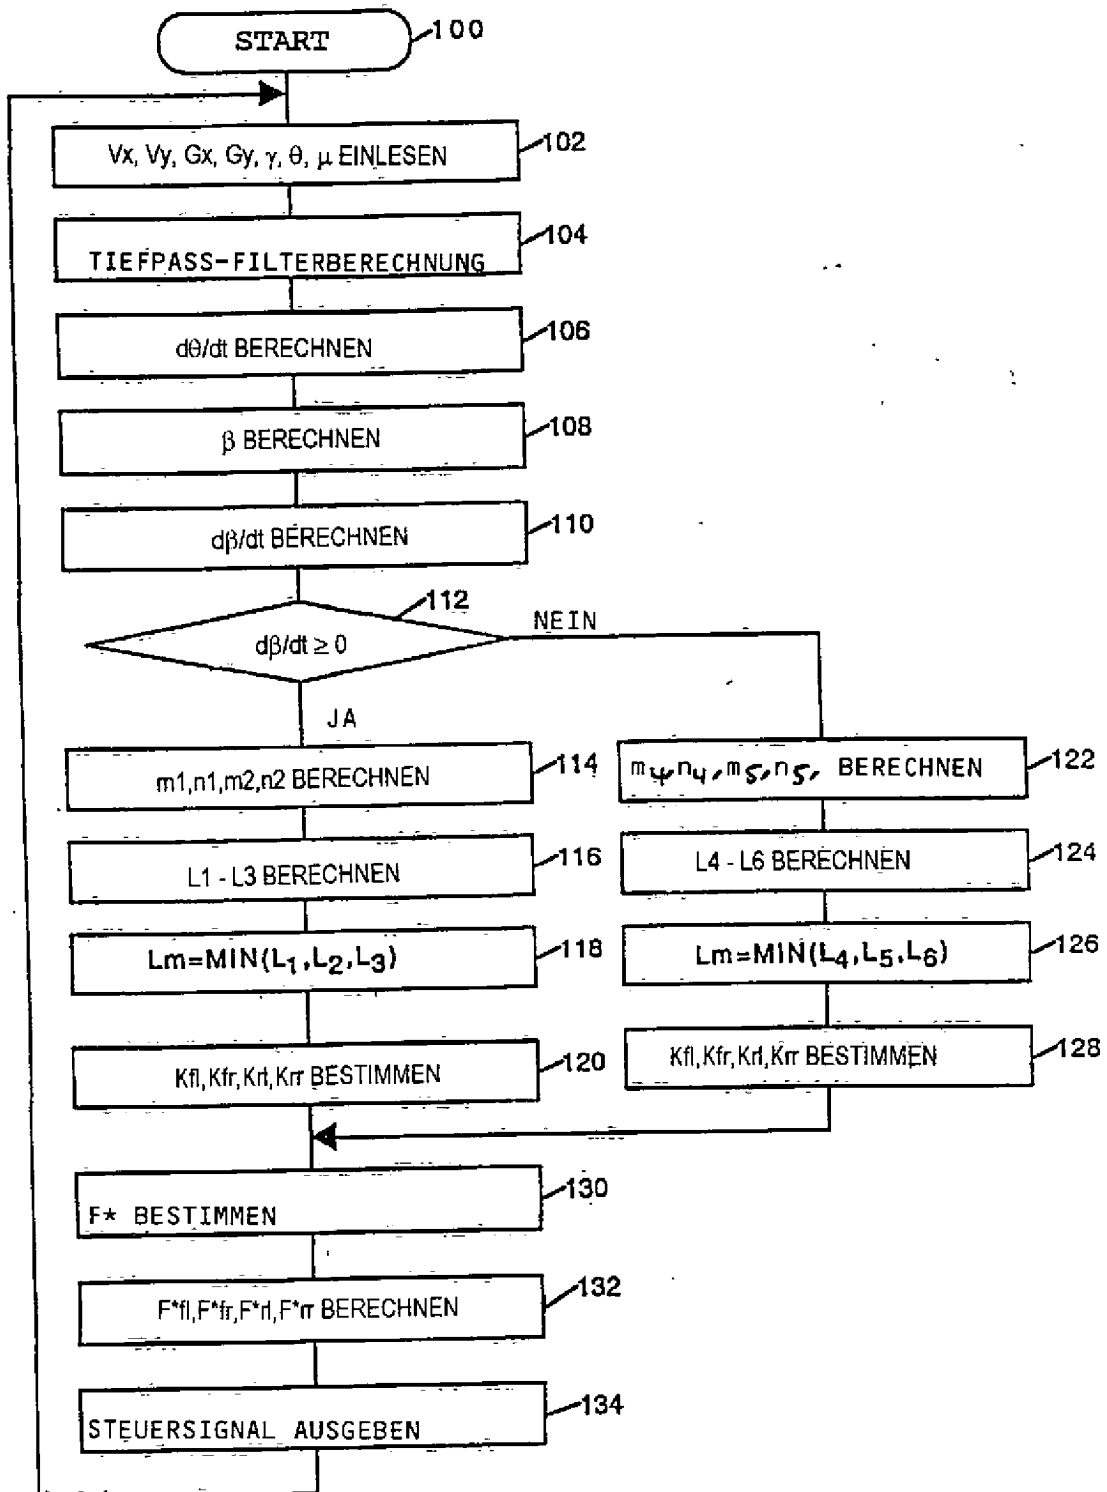 START
100
Vx, Vy, Gx, Gy, γ, θ, μ EINLESEN
102
TIEFPASS-FILTERBERECHNUNG
104
dθ/dt BERECHNEN
106
β BERECHNEN
108
dβ/dt BERECHNEN
110
dβ/dt ≥ 0
112
NEIN
JA
m1,n1,m2,n2 BERECHNEN
114
m4,n4,m5,n5, BERECHNEN
122
L1 - L3 BERECHNEN
116
L4 - L6 BERECHNEN
124
Lm=MIN(L1,L2,L3)
118
Lm=MIN(L4,L5,L6)
126
Kfl,Kfr,Krl,Krr BESTIMMEN
120
Kfl,Kfr,Krl,Krr BESTIMMEN
128
F* BESTIMMEN
130
F*fl,F*fr,F*rl,F*rr BERECHNEN
132
STEUERSIGNAL AUSGEBEN
134